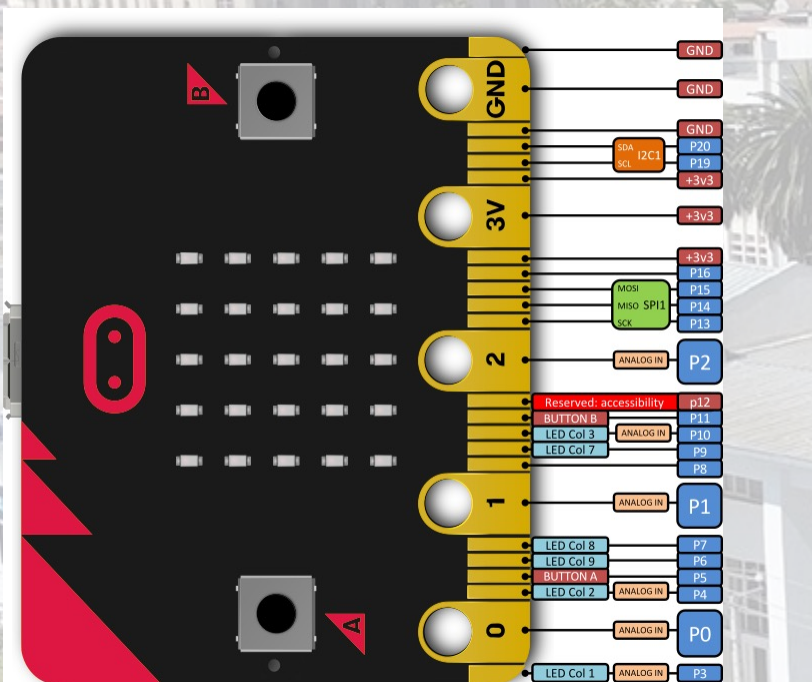 GND
B
GND
GND
GND
SDA
SCL
I2C1
P20
P19
+3v3
3V
+3v3
+3v3
P16
MOSI
MISO
SCK
SPI1
P15
P14
P13
2
ANALOG IN
P2
Reserved: accessibility
p12
BUTTON B
P11
LED Col 3
ANALOG IN
P10
LED Col 7
P9
P8
1
ANALOG IN
P1
LED Col 8
P7
LED Col 9
P6
BUTTON A
P5
LED Col 2
ANALOG IN
P4
A
0
ANALOG IN
P0
LED Col 1
ANALOG IN
P3